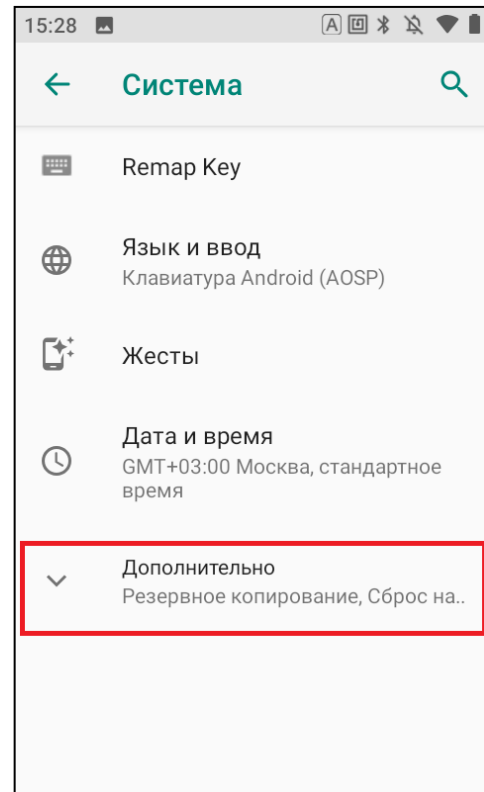 15:28 A
Система
Remap Key
Язык и ввод
Клавиатура Android (AOSP)
Жесты
Дата и время
GMT+03:00 Москва, стандартное
время
Дополнительно
Резервное копирование, Сброс на..